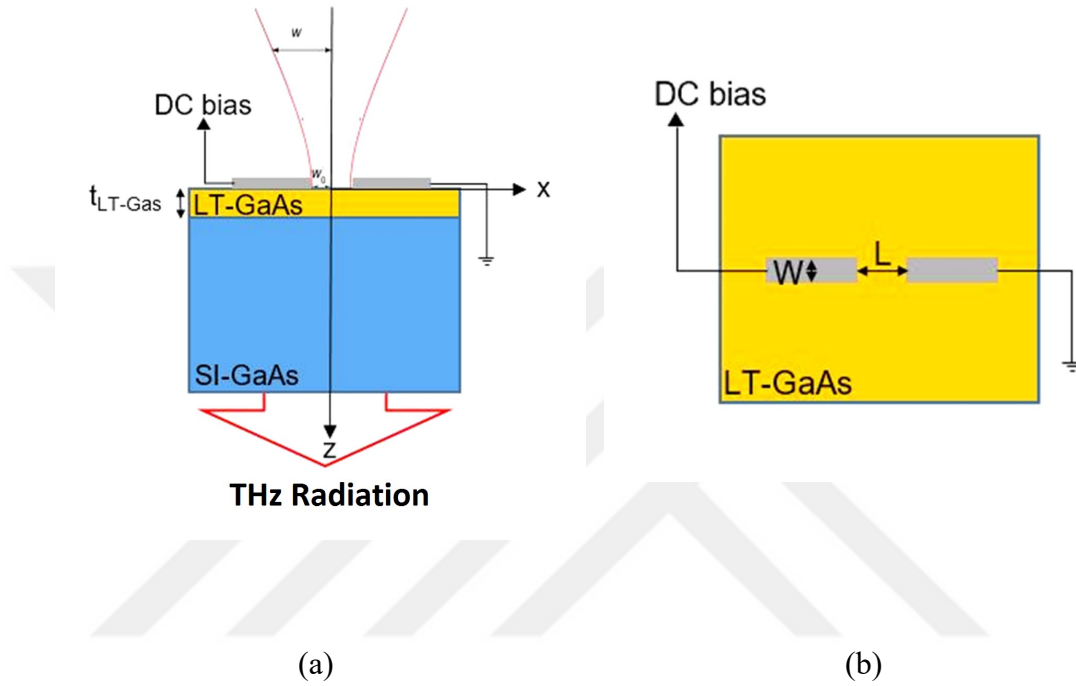 w
DC bias
w0
x
tLT-Gas
LT-GaAs
SI-GaAs
z
THz Radiation
(a)
DC bias
L
W
LT-GaAs
(b)